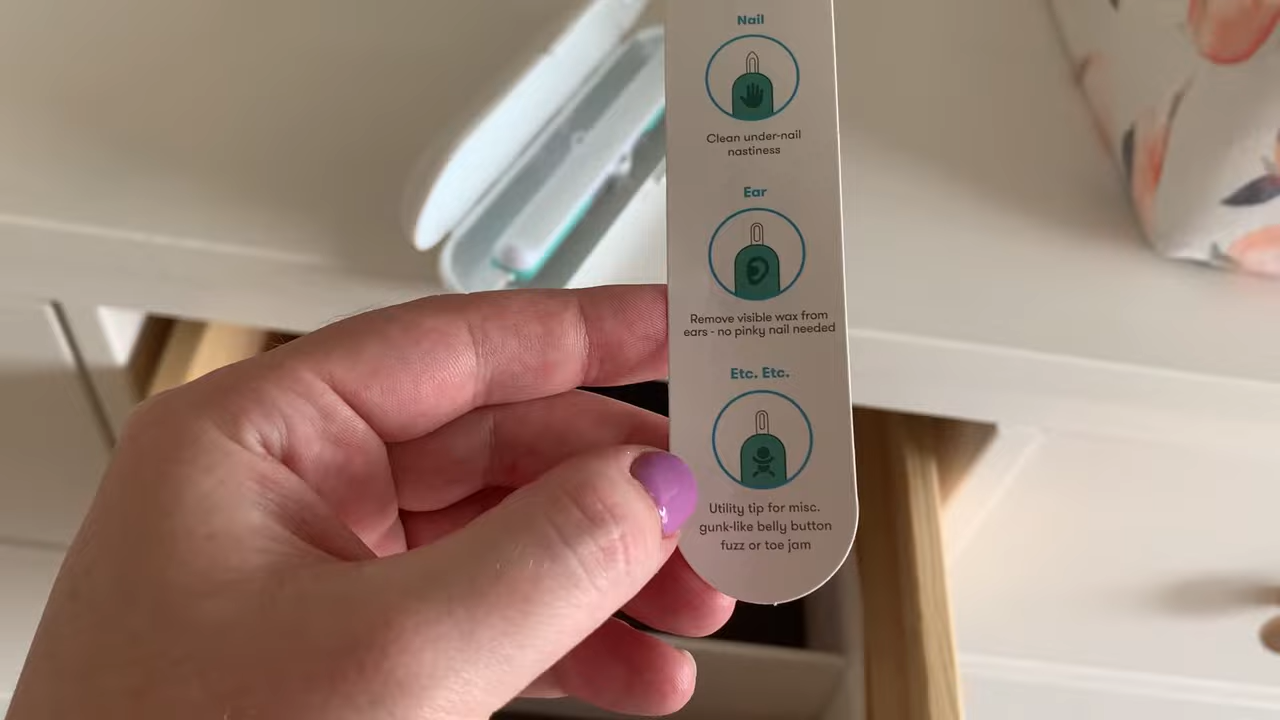 Nail
Clean under-nail
nastiness
Ear
Remove visible wax from
ears - no pinky nail needed
Etc. Etc.
Utility tip for misc.
gunk-like belly button
fuzz or toe jam